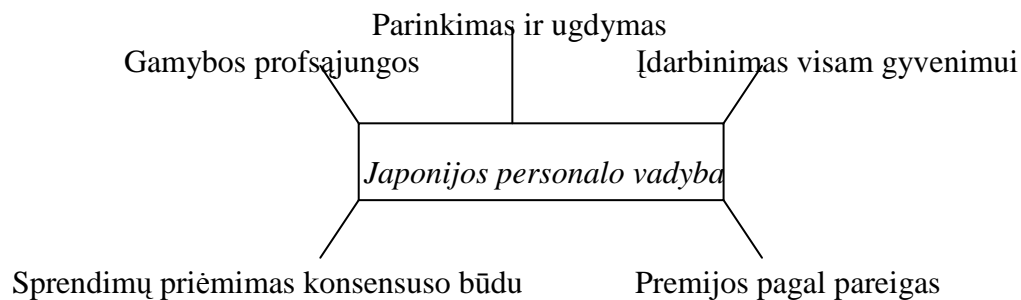 Parinkimas ir ugdymas
Gamybos profsąjungos
Įdarbinimas visam gyvenimui
Japonijos personalo vadyba
Sprendimų priėmimas konsensuso būdu
Premijos pagal pareigas